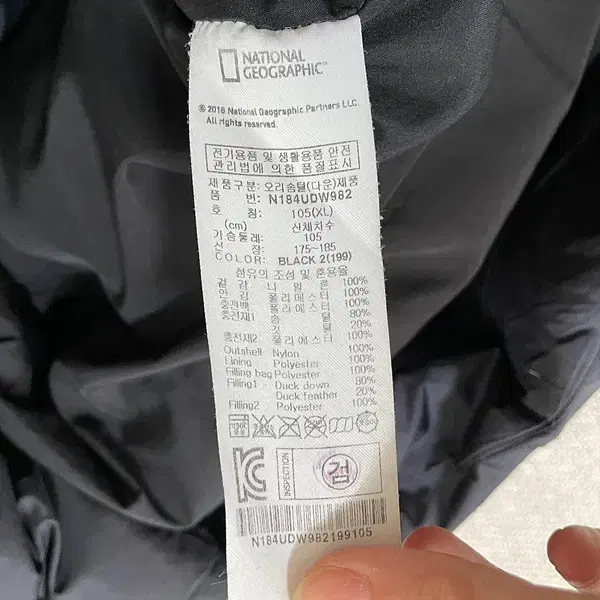 NATIONAL
GEOGRAPHIC™
© 2018 National Geographic Partners LLC.
All rights reserved.
전기용품 및 생활용품 안전
관리법에 의한 품질표시
제품구분: 오리솜털(다운)제품
품 번: N184UDW982
호 칭: 105(XL)
(cm) 신체치수
가슴둘레: 105
신 장: 175~185
COLOR: BLACK 2(199)
섬유의 조성 및 혼용율
겉감 나일론 100%
안감 폴리에스터 100%
충전백 폴리에스터 100%
충전재1 솜털 80%
깃털 20%
충전재2 폴리에스터 100%
Outshell Nylon 100%
Lining Polyester 100%
Filling bag Polyester 100%
Filling1 Duck down 80%
Duck feather 20%
Filling2 Polyester 100%
INSPECTION
검
N184UDW982199105